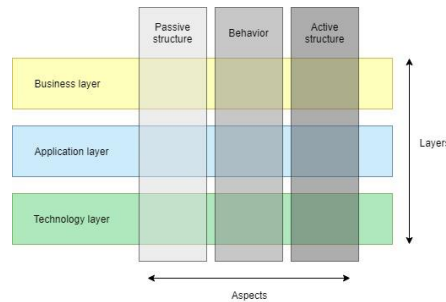 Passive
structure
Behavior
Active
structure
Business layer
Application layer
Layers
Technology layer
Aspects